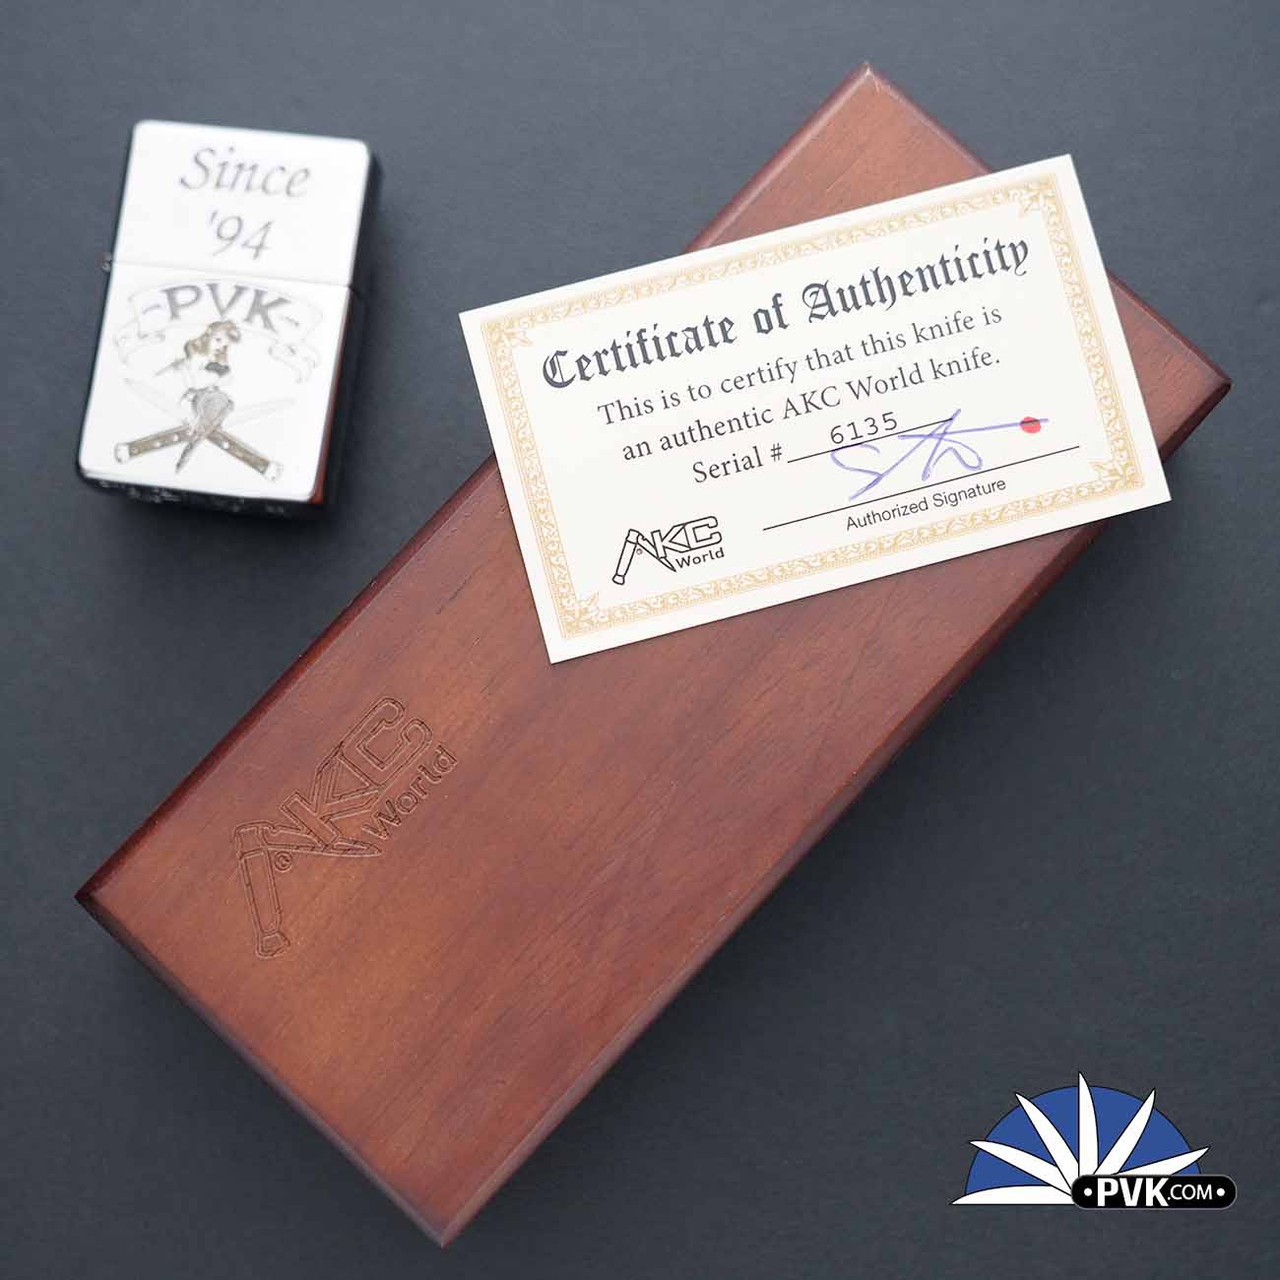 Since
'94
PVK
Certificate of Authenticity
This is to certify that this knife is
an authentic AKC World knife.
Serial # 6135
Authorized Signature
AKC
World
AKC
World
PVK.COM